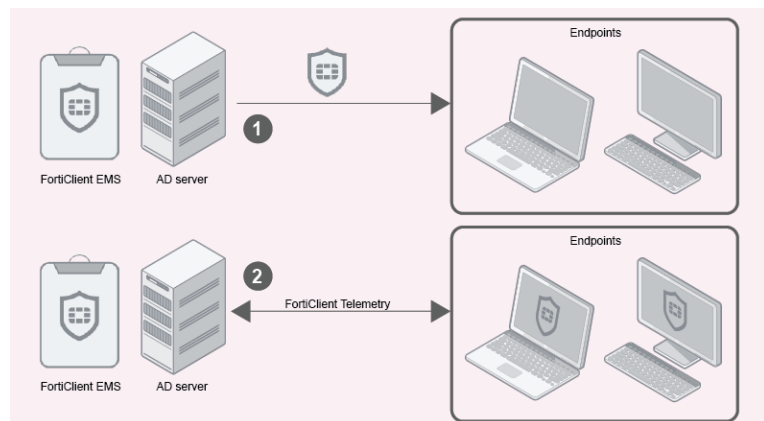 Endpoints
1
FortiClient EMS
AD server
Endpoints
2
FortiClient Telemetry
FortiClient EMS
AD server